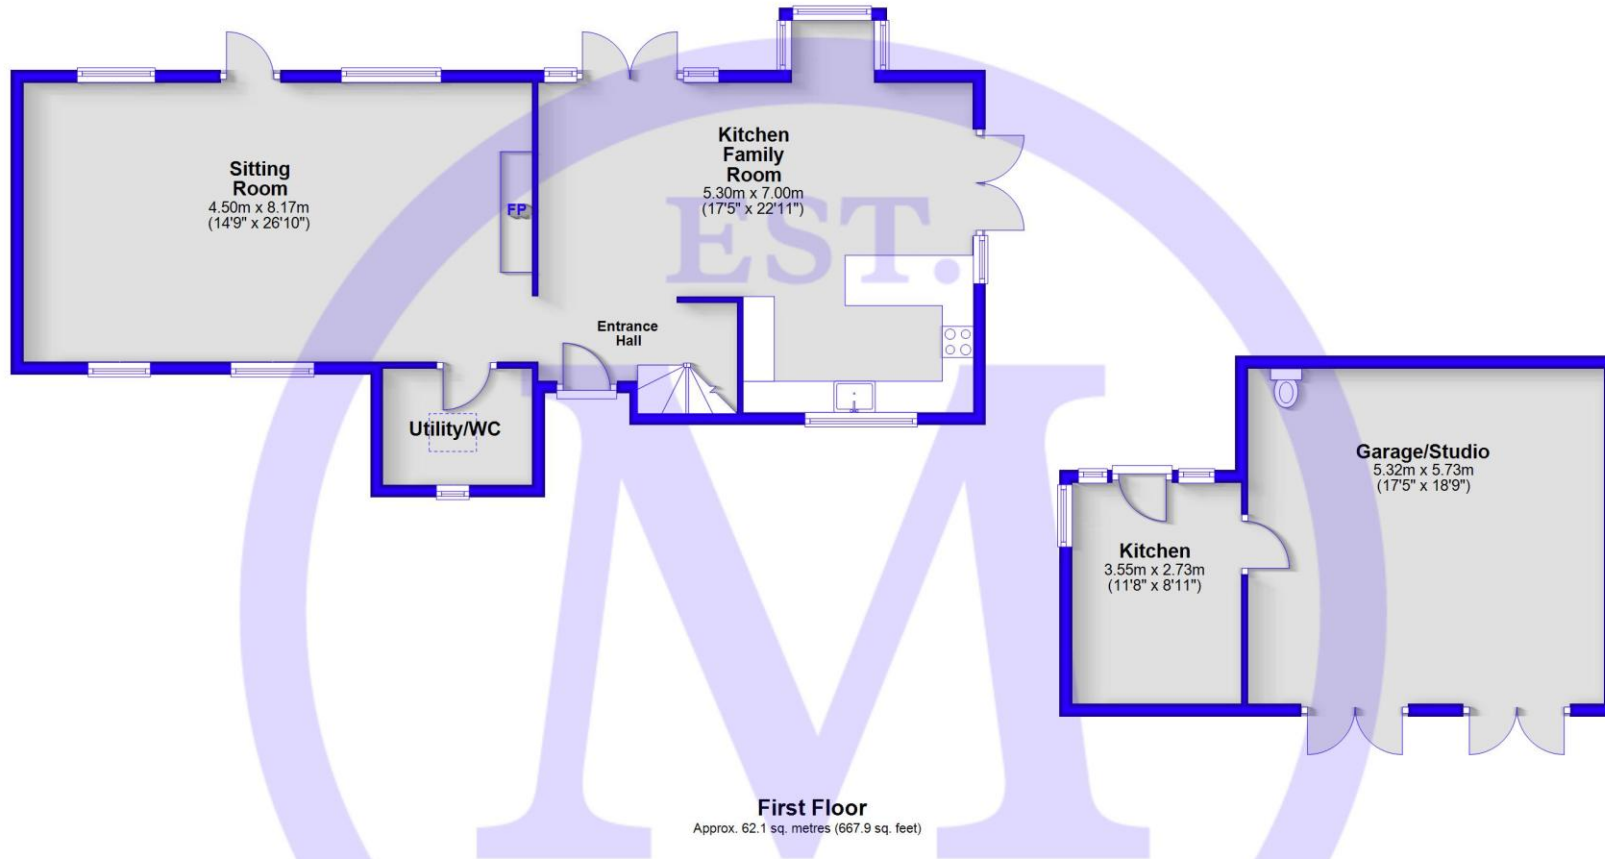 Sitting
Room
4.50m x 8.17m
(14'9" x 26'10")
FP
Kitchen
Family
Room
5.30m x 7.00m
(17'5" x 22'11")
EST.
Entrance
Hall
Utility/WC
Garage/Studio
5.32m x 5.73m
(17'5" x 18'9")
Kitchen
3.55m x 2.73m
(11'8" x 8'11")
M
First Floor
Approx. 62.1 sq. metres (667.9 sq. feet)